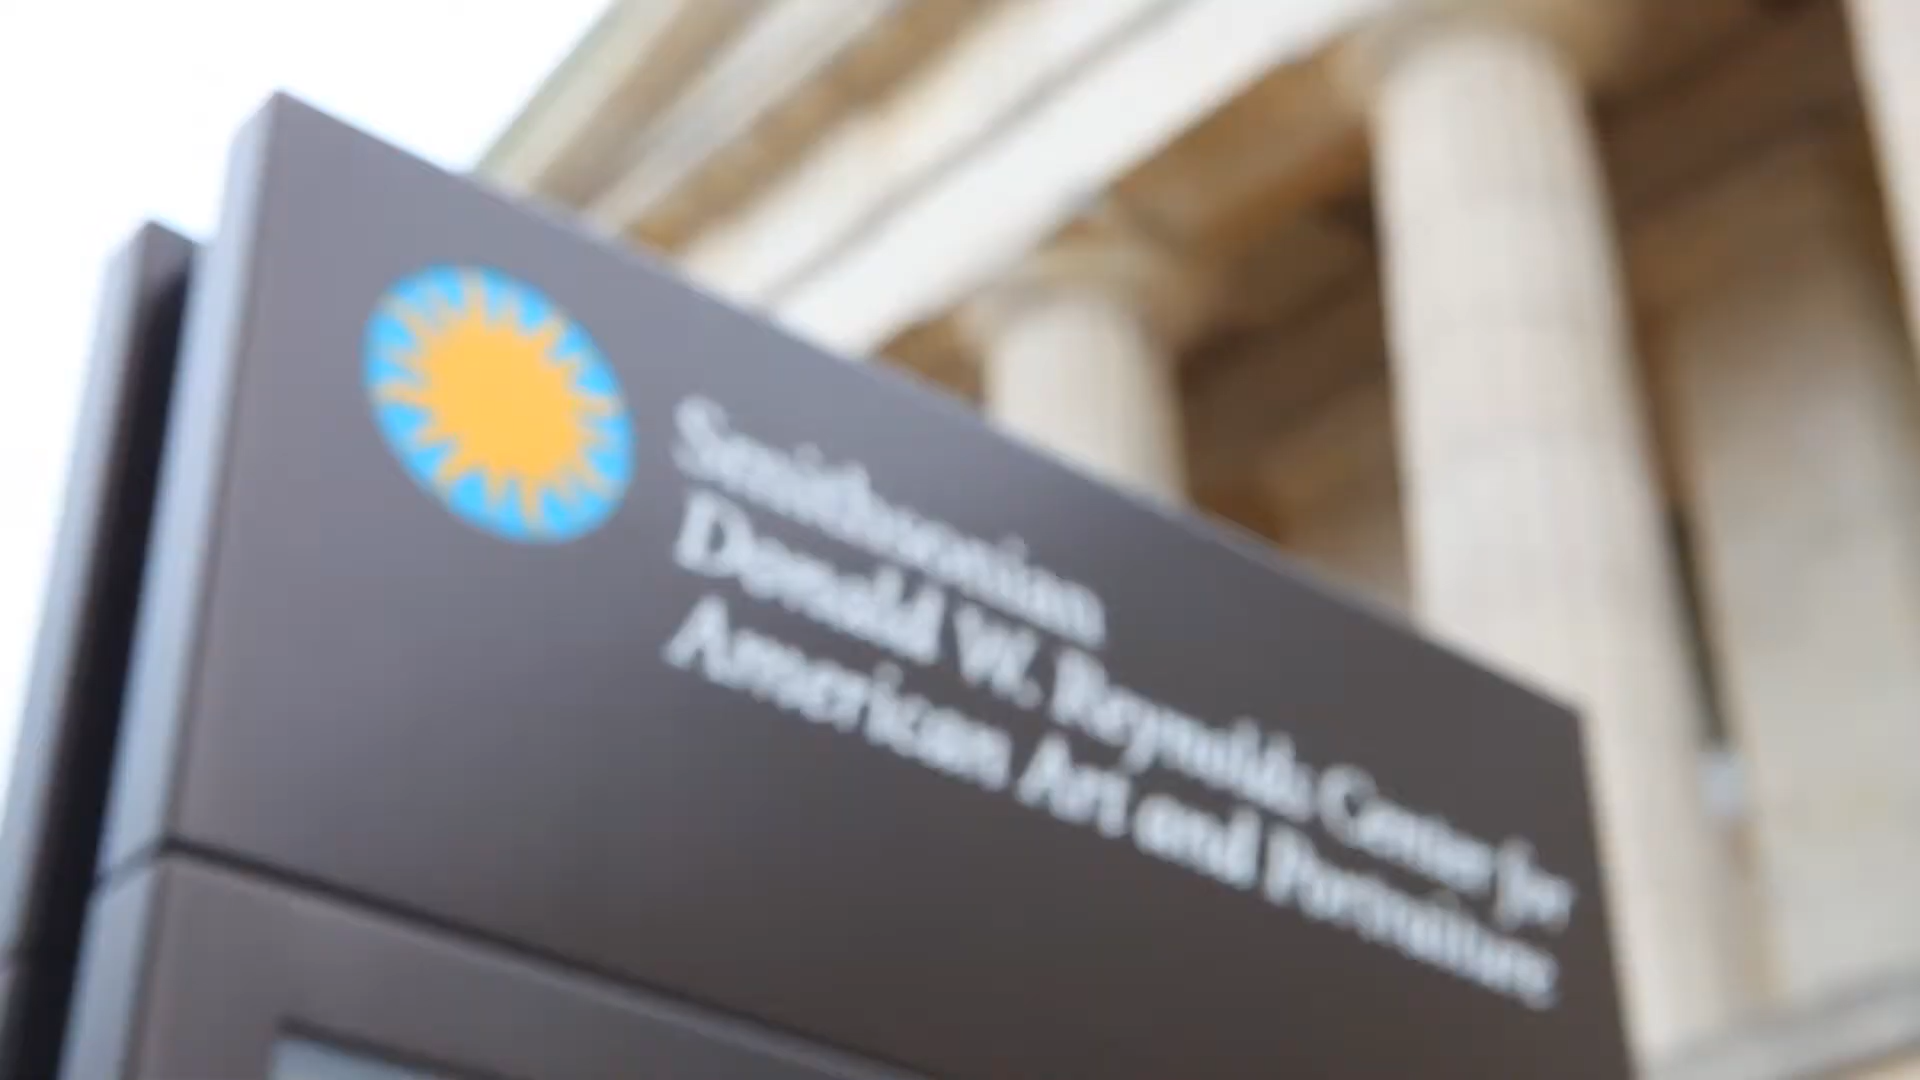 Smithsonian
Donald W. Reynolds Center for
American Art and Portraiture